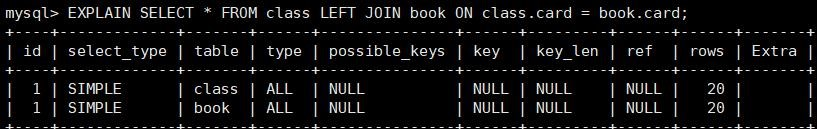 mysql> EXPLAIN SELECT * FROM class LEFT JOIN book ON class.card = book.card;
+----+-------------+-------+------+---------------+------+---------+------+------+-------+
| id | select_type | table | type | possible_keys | key | key_len | ref | rows | Extra |
+----+-------------+-------+------+---------------+------+---------+------+------+-------+
| 1 | SIMPLE | class | ALL | NULL | NULL | NULL | NULL | 20 | |
| 1 | SIMPLE | book | ALL | NULL | NULL | NULL | NULL | 20 | |
+----+-------------+-------+------+---------------+------+---------+------+------+-------+